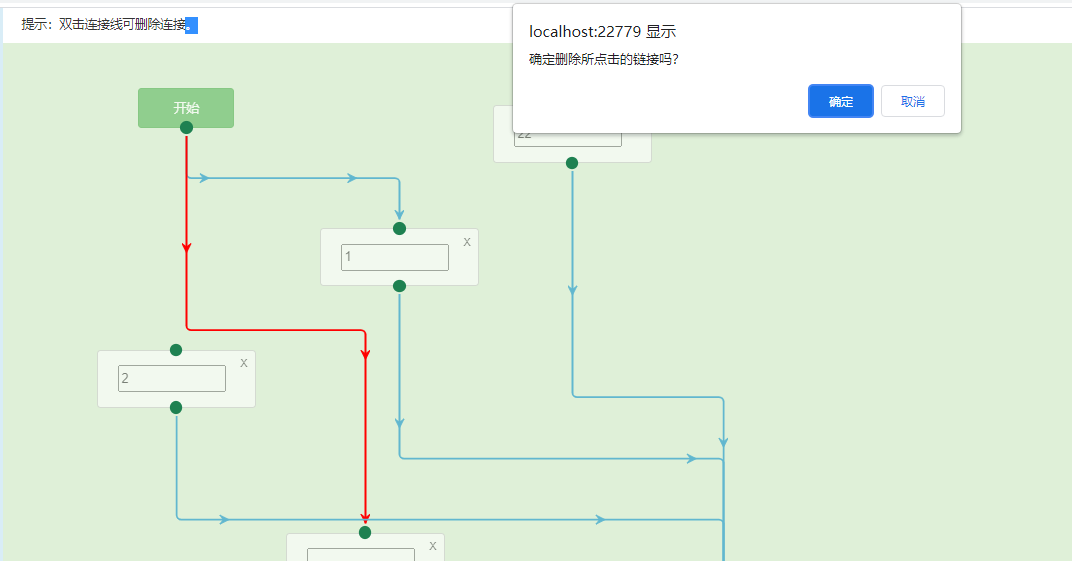 提示：双击连接线可删除连接。
localhost:22779 显示
确定删除所点击的链接吗?
确定
取消
开始
22
X
1
X
2
X